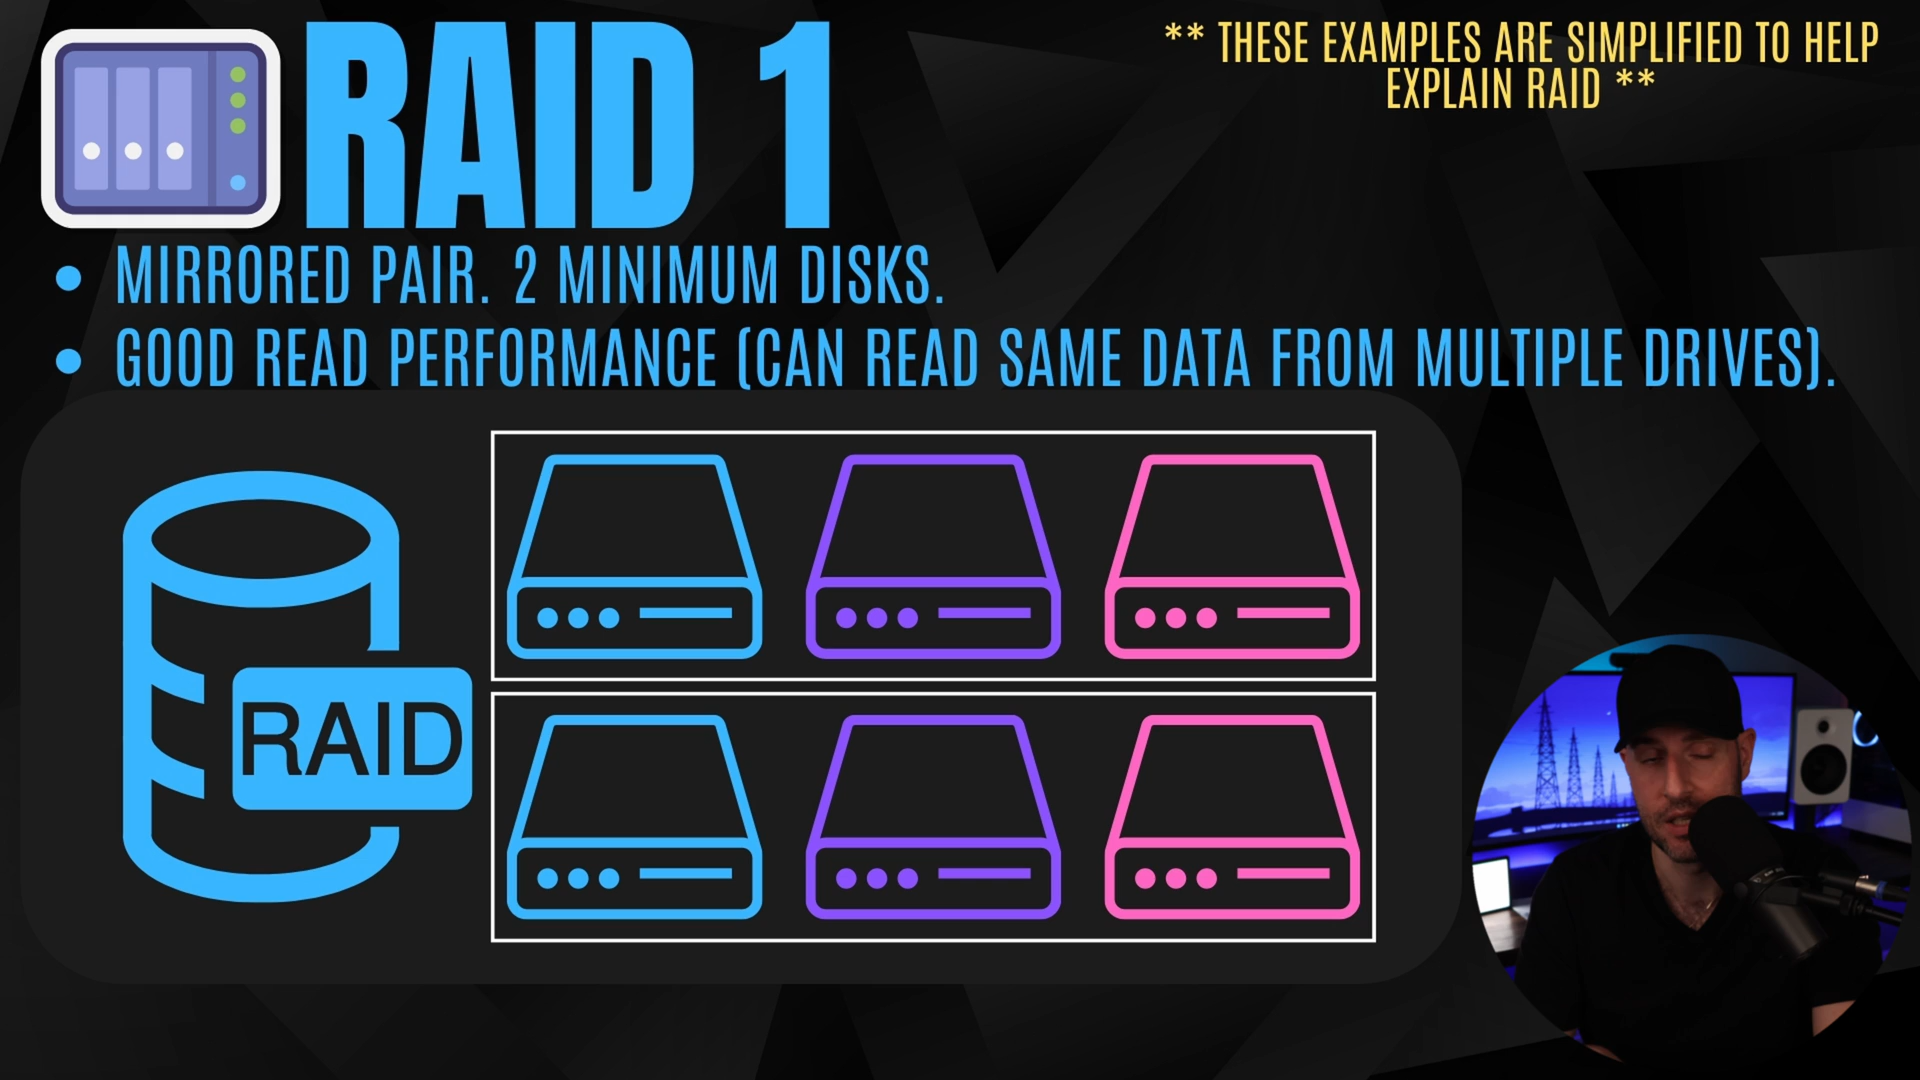 RAID 1
** THESE EXAMPLES ARE SIMPLIFIED TO HELP
EXPLAIN RAID **
• MIRRORED PAIR. 2 MINIMUM DISKS.
• GOOD READ PERFORMANCE (CAN READ SAME DATA FROM MULTIPLE DRIVES).
RAID